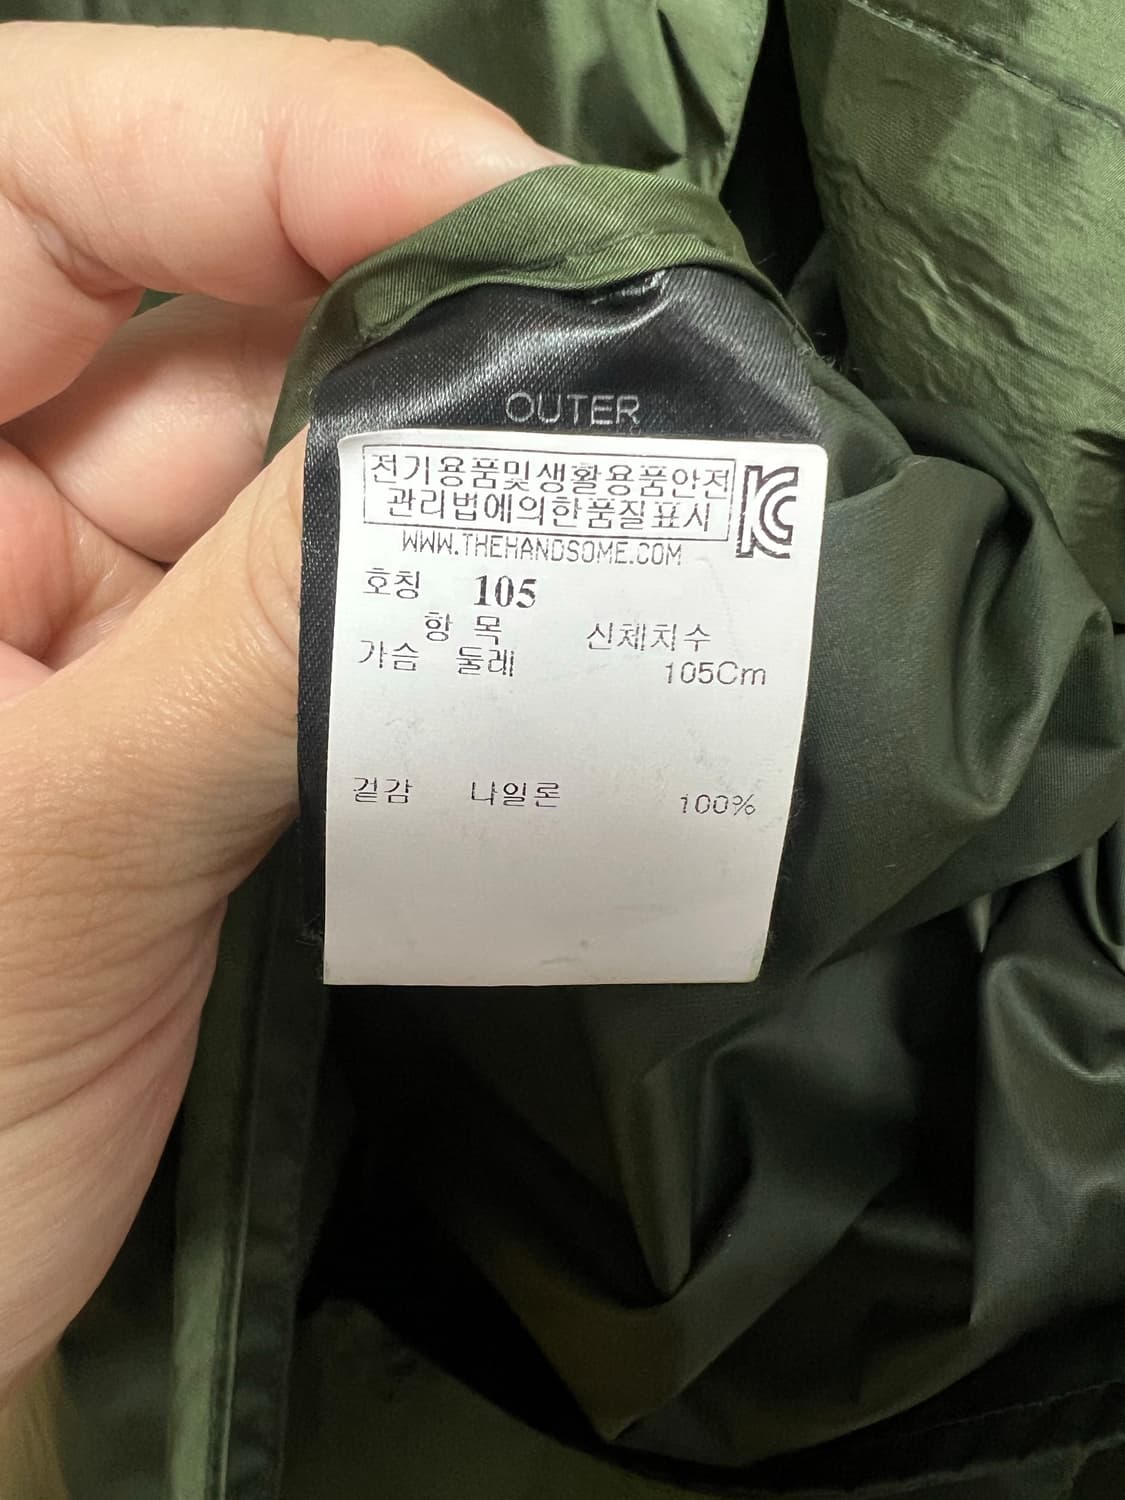 OUTER
전기용품및생활용품안전
관리법에의한품질표시
KC
WWW.THEHANDSOME.COM
호칭 105
항 목 신체치수
가슴 둘레 105Cm
겉감 나일론 100%